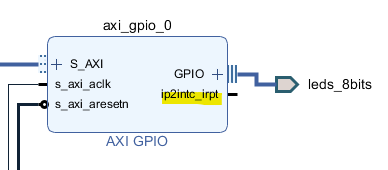 axi_gpio_0
S_AXI
s_axi_aclk
s_axi_aresetn
GPIO
ip2intc_irpt
leds_8bits
AXI GPIO